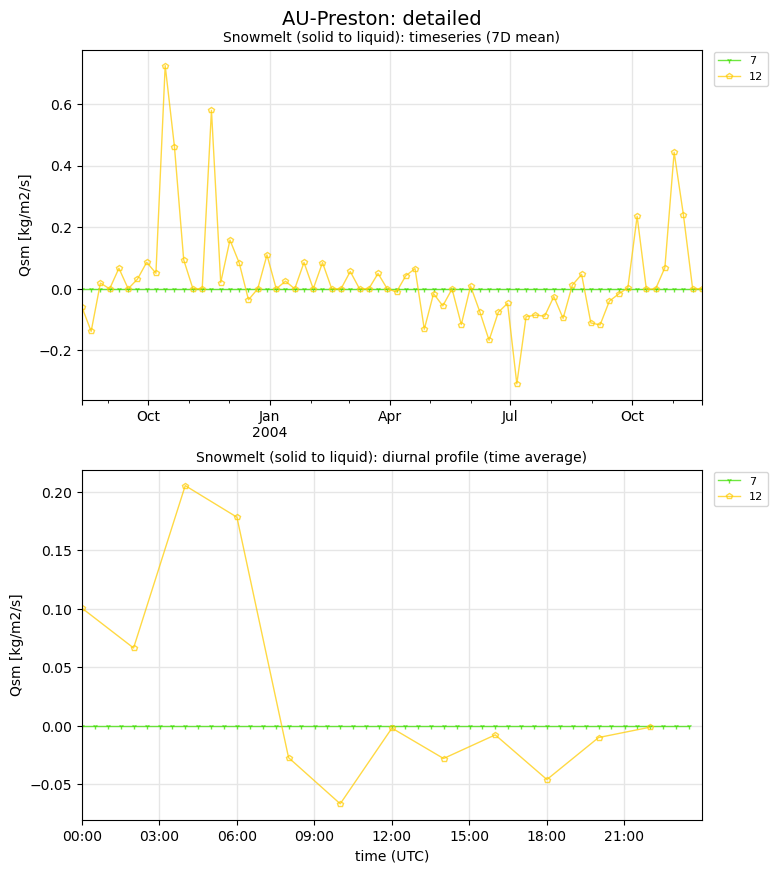 AU-Preston: detailed
Snowmelt (solid to liquid): timeseries (7D mean)
7
12
0.6
0.4
0.2
0.0
−0.2
Qsm [kg/m2/s]
Oct
Jan
2004
Apr
Jul
Oct
Snowmelt (solid to liquid): diurnal profile (time average)
7
12
0.20
0.15
0.10
0.05
0.00
−0.05
Qsm [kg/m2/s]
00:00
03:00
06:00
09:00
12:00
15:00
18:00
21:00
time (UTC)